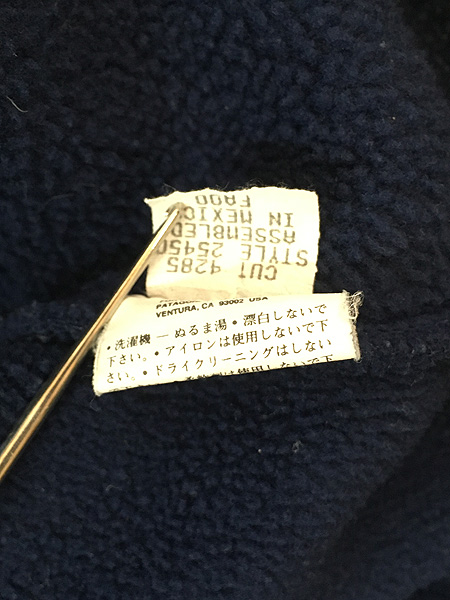 CUT 4285
STYLE 25450
ASSEMBLED
IN MEXICO
VENTURA, CA 93002 USA
・洗濯機 — ぬるま湯・漂白しないで
下さい。・アイロンは使用しないで下
さい。・ドライクリーニングはしない